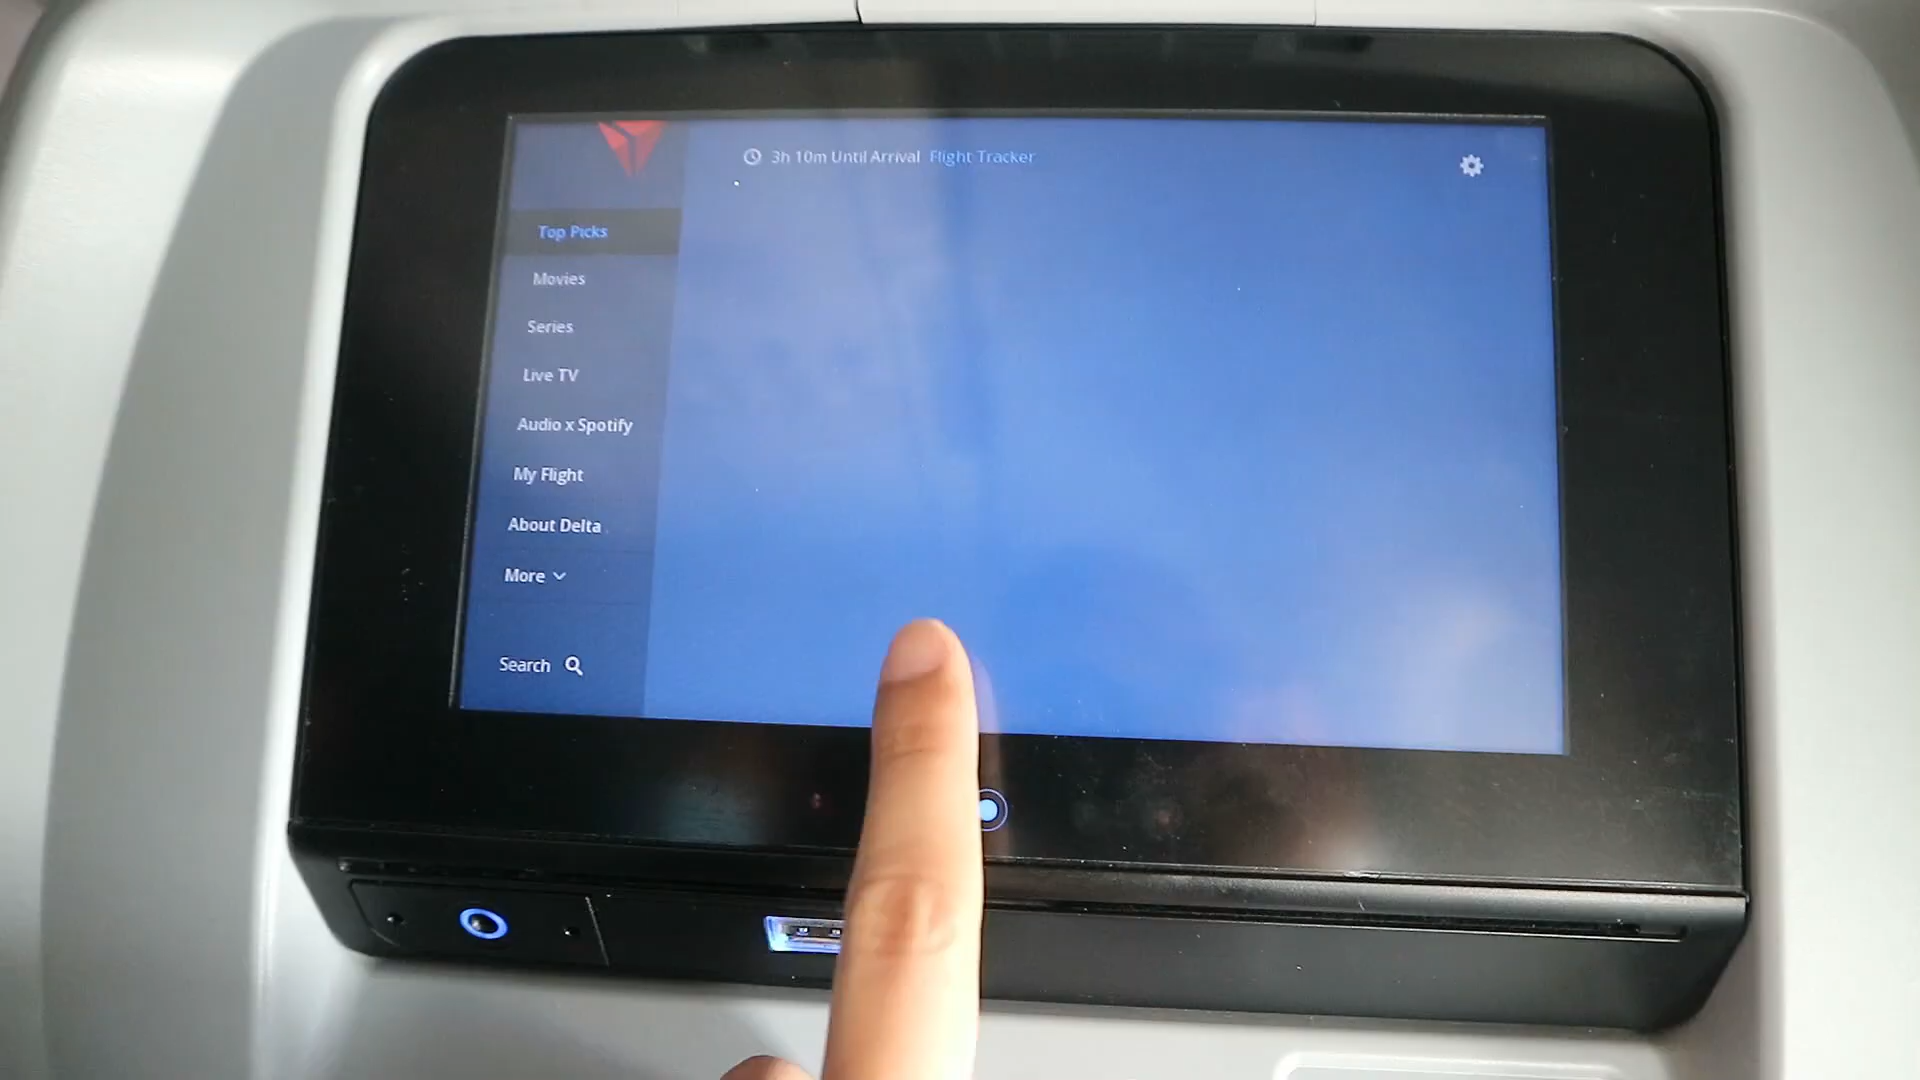 3h 10m Until Arrival Flight Tracker
Top Picks
Movies
Series
Live TV
Audio x Spotify
My Flight
About Delta
More
Search